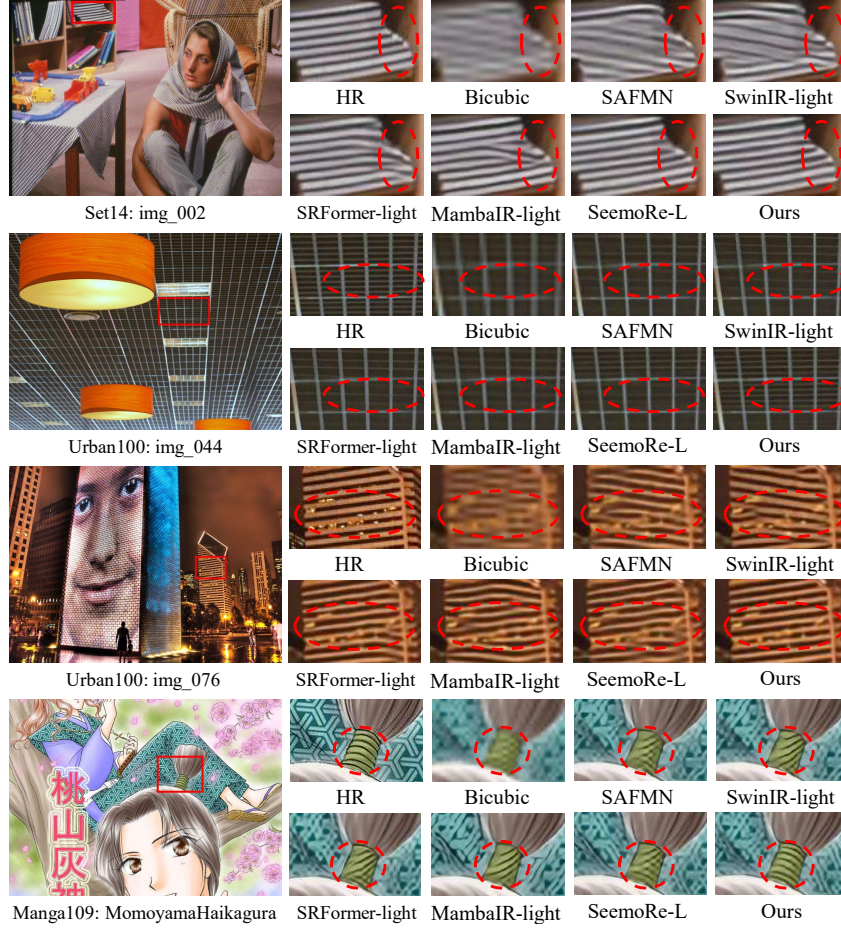 HR
Bicubic
SAFMN
SwinIR-light
SRFormer-light
MambaIR-light
SeemoRe-L
Ours
Set14: img_002
HR
Bicubic
SAFMN
SwinIR-light
SRFormer-light
MambaIR-light
SeemoRe-L
Ours
Urban100: img_044
HR
Bicubic
SAFMN
SwinIR-light
SRFormer-light
MambaIR-light
SeemoRe-L
Ours
Urban100: img_076
桃山灰神
HR
Bicubic
SAFMN
SwinIR-light
SRFormer-light
MambaIR-light
SeemoRe-L
Ours
Manga109: MomoyamaHaikagura